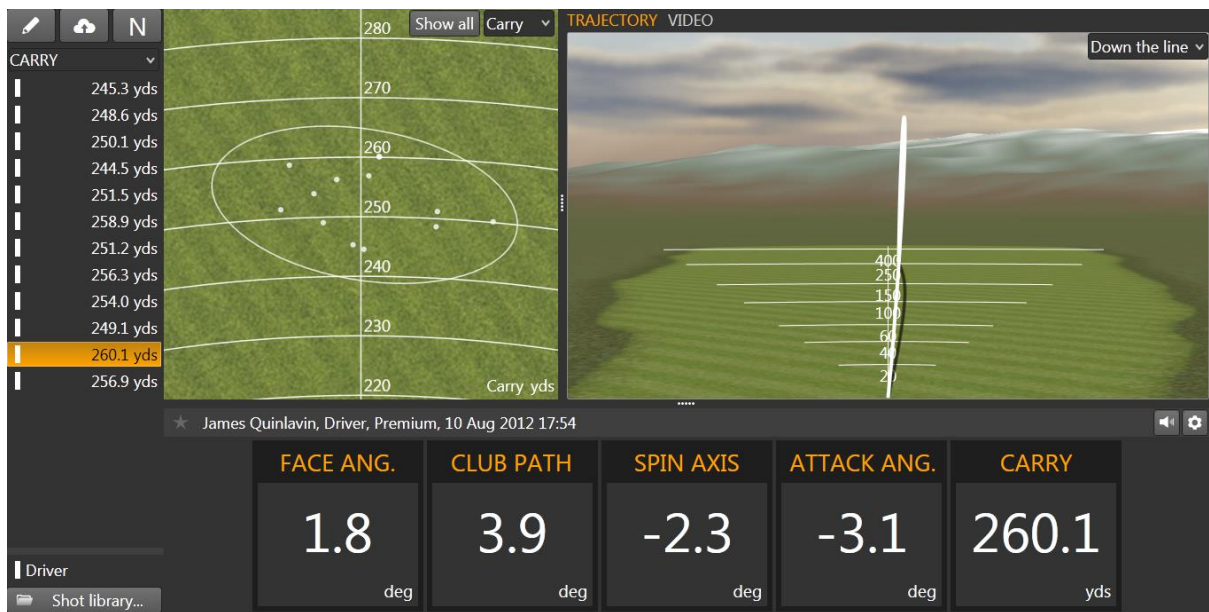 N
CARRY
245.3 yds
248.6 yds
250.1 yds
244.5 yds
251.5 yds
258.9 yds
251.2 yds
256.3 yds
254.0 yds
249.1 yds
260.1 yds
256.9 yds
Driver
Shot library...
Show all Carry
280
270
260
250
240
230
220
Carry yds
TRAJECTORY VIDEO
Down the line
400
250
150
100
60
40
20
James Quinlavin, Driver, Premium, 10 Aug 2012 17:54
FACE ANG. CLUB PATH SPIN AXIS ATTACK ANG. CARRY
1.8 3.9 -2.3 -3.1 260.1
deg deg deg deg yds